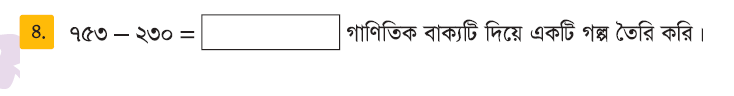 ৪. ৭৫৩ – ২৩০ = গাণিতিক বাক্যটি দিয়ে একটি গল্প তৈরি করি।